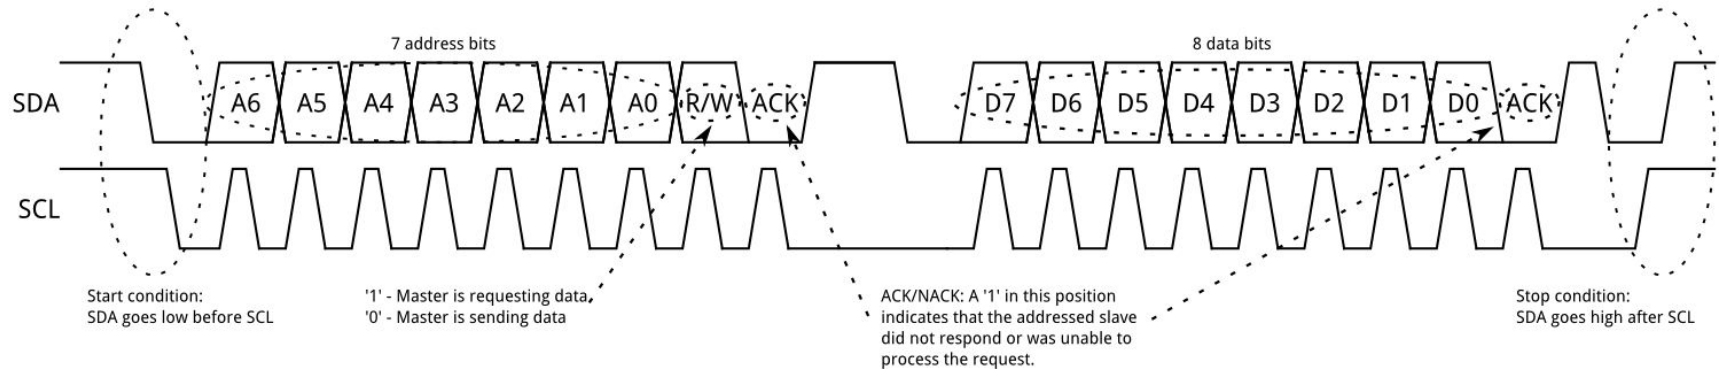 7 address bits
8 data bits
SDA
A6 A5 A4 A3 A2 A1 A0 R/W ACK
D7 D6 D5 D4 D3 D2 D1 D0 ACK
SCL
Start condition:
SDA goes low before SCL
'1' - Master is requesting data
'0' - Master is sending data
ACK/NACK: A '1' in this position
indicates that the addressed slave
did not respond or was unable to
process the request.
Stop condition:
SDA goes high after SCL